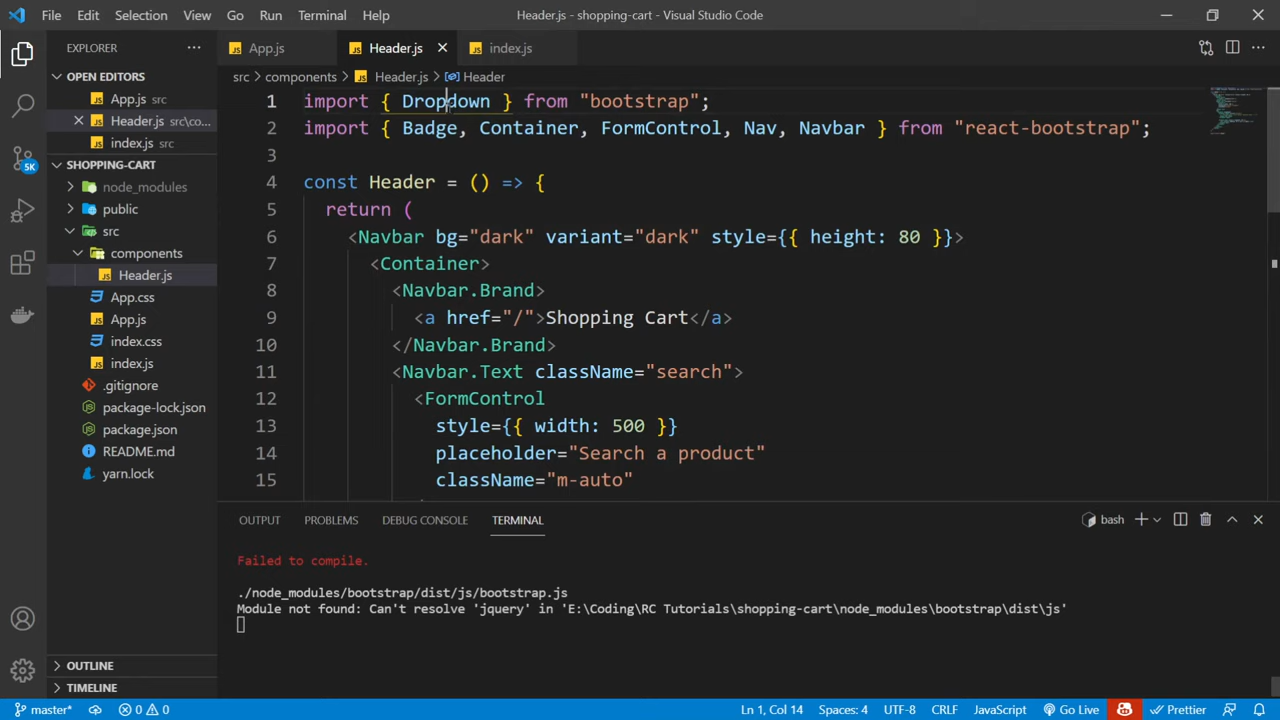 File Edit Selection View Go Run Terminal Help Header.js - shopping-cart - Visual Studio Code
EXPLORER
App.js Header.js index.js
OPEN EDITORS
App.js src
Header.js src\co...
index.js src
SHOPPING-CART
node_modules
public
src
components
Header.js
App.css
App.js
index.css
index.js
.gitignore
package-lock.json
package.json
README.md
yarn.lock
OUTLINE
TIMELINE
5K
src > components > Header.js > Header
1 import { Dropdown } from "bootstrap";
2 import { Badge, Container, FormControl, Nav, Navbar } from "react-bootstrap";
3
4 const Header = () => {
5 return (
6 <Navbar bg="dark" variant="dark" style={{ height: 80 }}>
7 <Container>
8 <Navbar.Brand>
9 <a href="/">Shopping Cart</a>
10 </Navbar.Brand>
11 <Navbar.Text className="search">
12 <FormControl
13 style={{ width: 500 }}
14 placeholder="Search a product"
15 className="m-auto"
OUTPUT PROBLEMS DEBUG CONSOLE TERMINAL bash
Failed to compile.
./node_modules/bootstrap/dist/js/bootstrap.js
Module not found: Can't resolve 'jquery' in 'E:\Coding\RC Tutorials\shopping-cart\node_modules\bootstrap\dist\js'
master* 0 0 Ln 1, Col 14 Spaces: 4 UTF-8 CRLF JavaScript Go Live Prettier